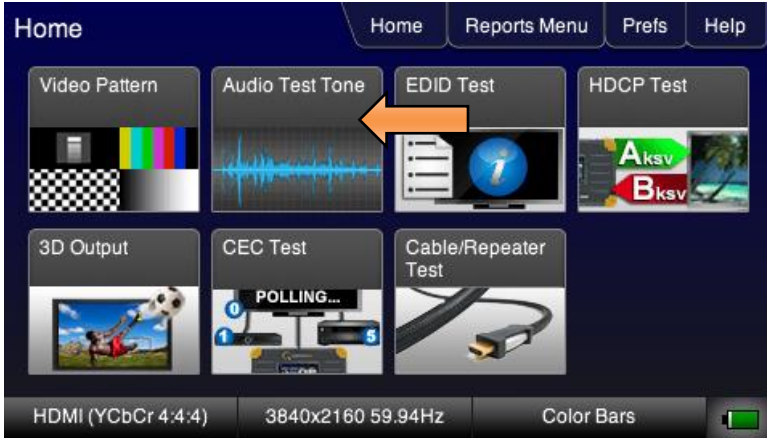 Home
Home
Reports Menu
Prefs
Help
Video Pattern
Audio Test Tone
EDID Test
HDCP Test
i
Aksv
Bksv
3D Output
CEC Test
Cable/Repeater
Test
POLLING...
0
1
5
HDMI (YCbCr 4:4:4)
3840x2160 59.94Hz
Color Bars